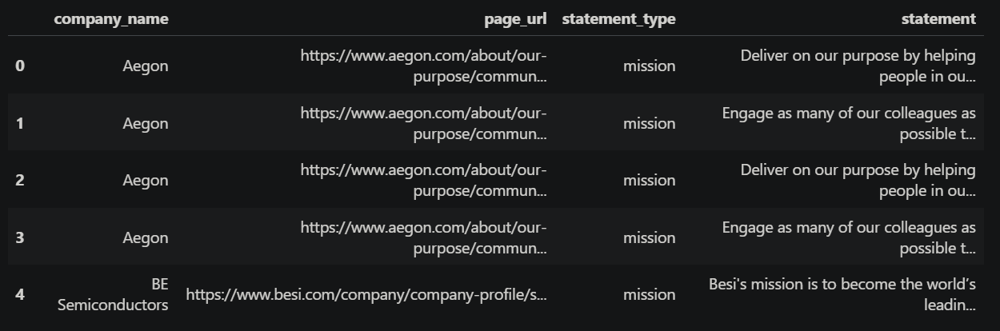 company_name page_url statement_type statement
0 Aegon https://www.aegon.com/about/our-purpose/commun... mission Deliver on our purpose by helping people in ou...
1 Aegon https://www.aegon.com/about/our-purpose/commun... mission Engage as many of our colleagues as possible t...
2 Aegon https://www.aegon.com/about/our-purpose/commun... mission Deliver on our purpose by helping people in ou...
3 Aegon https://www.aegon.com/about/our-purpose/commun... mission Engage as many of our colleagues as possible t...
4 BE Semiconductors https://www.besi.com/company/company-profile/s... mission Besi's mission is to become the world’s leadin...